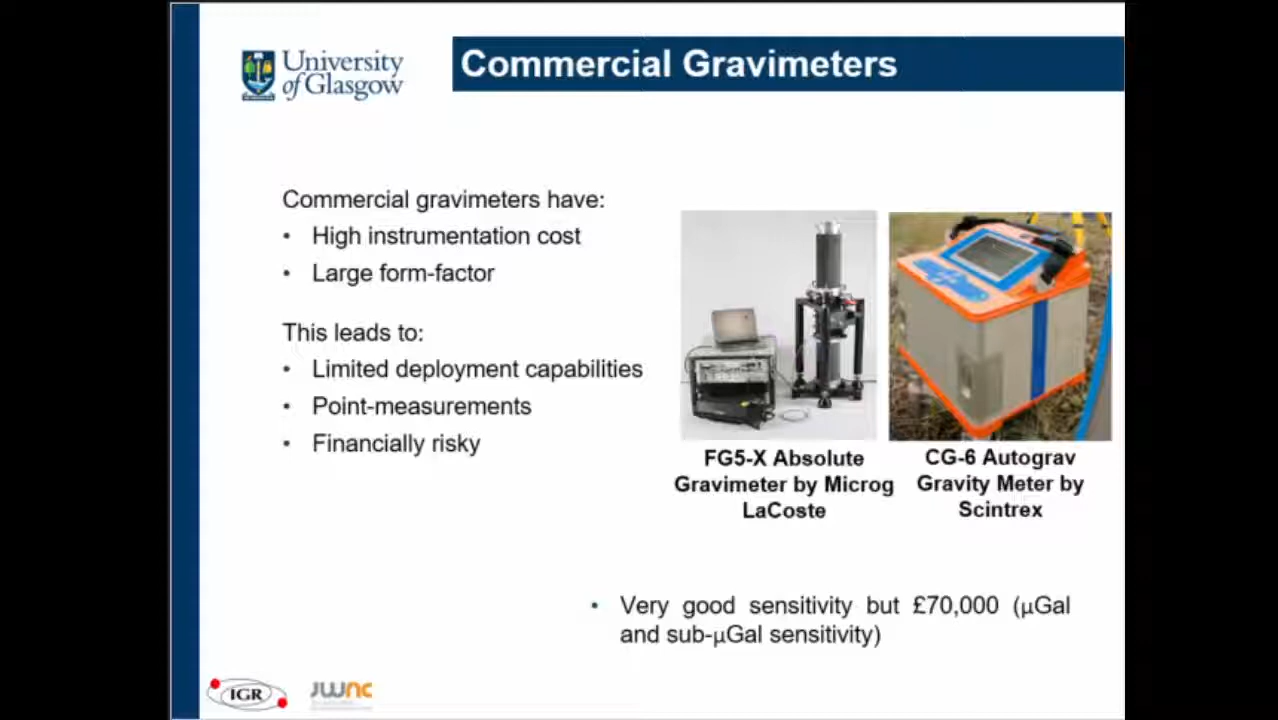 University
of Glasgow
Commercial Gravimeters
Commercial gravimeters have:
• High instrumentation cost
• Large form-factor
This leads to:
• Limited deployment capabilities
• Point-measurements
• Financially risky
FG5-X Absolute
Gravimeter by Microg
LaCoste
CG-6 Autograv
Gravity Meter by
Scintrex
• Very good sensitivity but £70,000 (µGal
and sub-µGal sensitivity)
IGR
JWNC